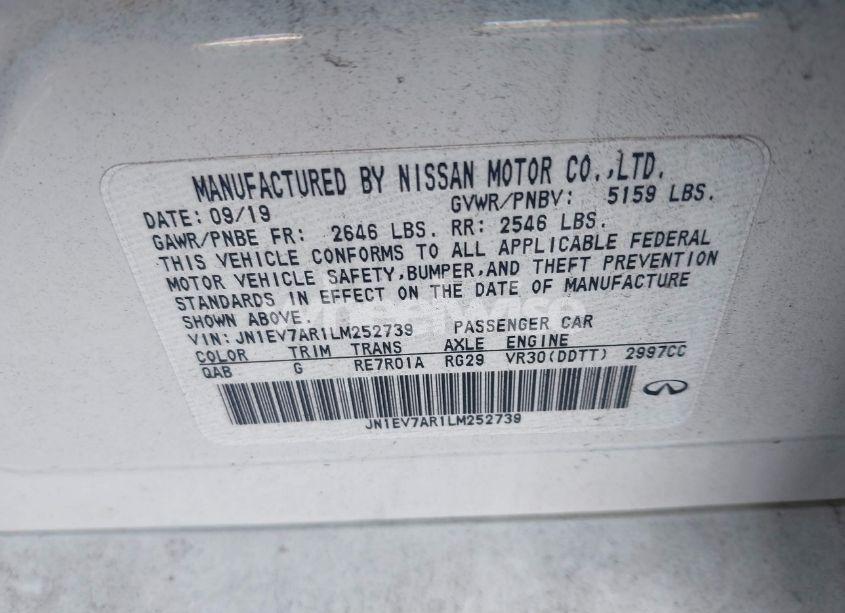 MANUFACTURED BY NISSAN MOTOR CO.,LTD.
DATE: 09/19 GVWR/PNBV: 5159 LBS.
GAWR/PNBE FR: 2646 LBS. RR: 2546 LBS.
THIS VEHICLE CONFORMS TO ALL APPLICABLE FEDERAL
MOTOR VEHICLE SAFETY,BUMPER,AND THEFT PREVENTION
STANDARDS IN EFFECT ON THE DATE OF MANUFACTURE
SHOWN ABOVE.
VIN: JN1EV7AR1LM252739 PASSENGER CAR
COLOR TRIM TRANS AXLE ENGINE
QAB G RE7R01A RG29 VR30(DDTT) 2997CC
JN1EV7AR1LM252739